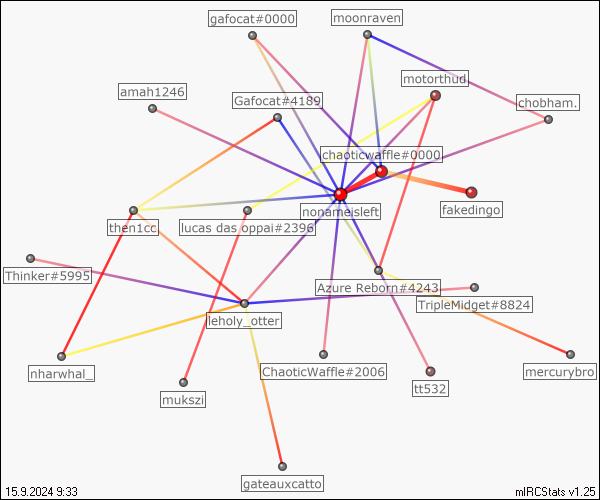 gafocat#0000
moonraven
motorthud
amah1246
Gafocat#4189
chobham.
chaoticwaffle#0000
nonameisleft
fakedingo
then1cc
lucas das oppai#2396
Thinker#5995
Azure Reborn#4243
TripleMidget#8824
leholy_otter
nharwhal_
ChaoticWaffle#2006
mercurybro
mukszi
tt532
gateauxcatto
15.9.2024 9:33
mIRCStats v1.25